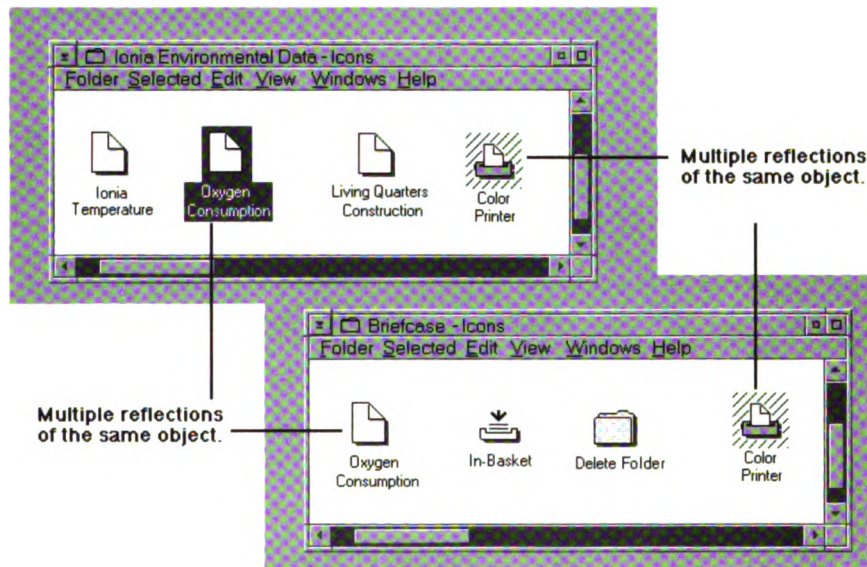 Ionia Environmental Data - Icons
Folder Selected Edit View Windows Help
Ionia
Temperature
Oxygen
Consumption
Living Quarters
Construction
Color
Printer
Multiple reflections
of the same object.
Briefcase - Icons
Folder Selected Edit View Windows Help
Multiple reflections
of the same object.
Oxygen
Consumption
In-Basket
Delete Folder
Color
Printer